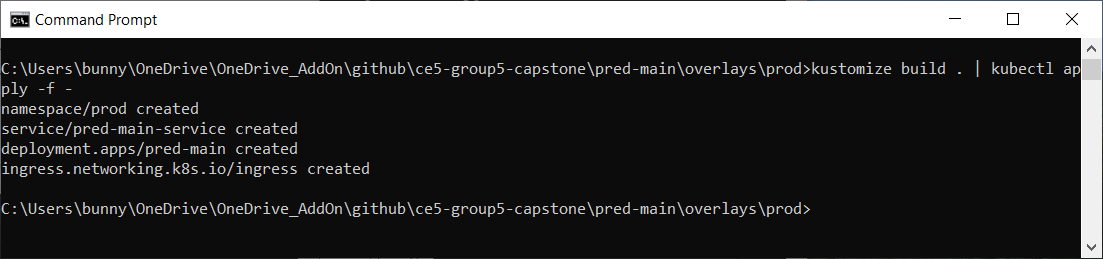 Command Prompt
C:\Users\bunny\OneDrive\OneDrive_AddOn\github\ce5-group5-capstone\pred-main\overlays\prod>kustomize build . | kubectl ap
ply -f -
namespace/prod created
service/pred-main-service created
deployment.apps/pred-main created
ingress.networking.k8s.io/ingress created
C:\Users\bunny\OneDrive\OneDrive_AddOn\github\ce5-group5-capstone\pred-main\overlays\prod>